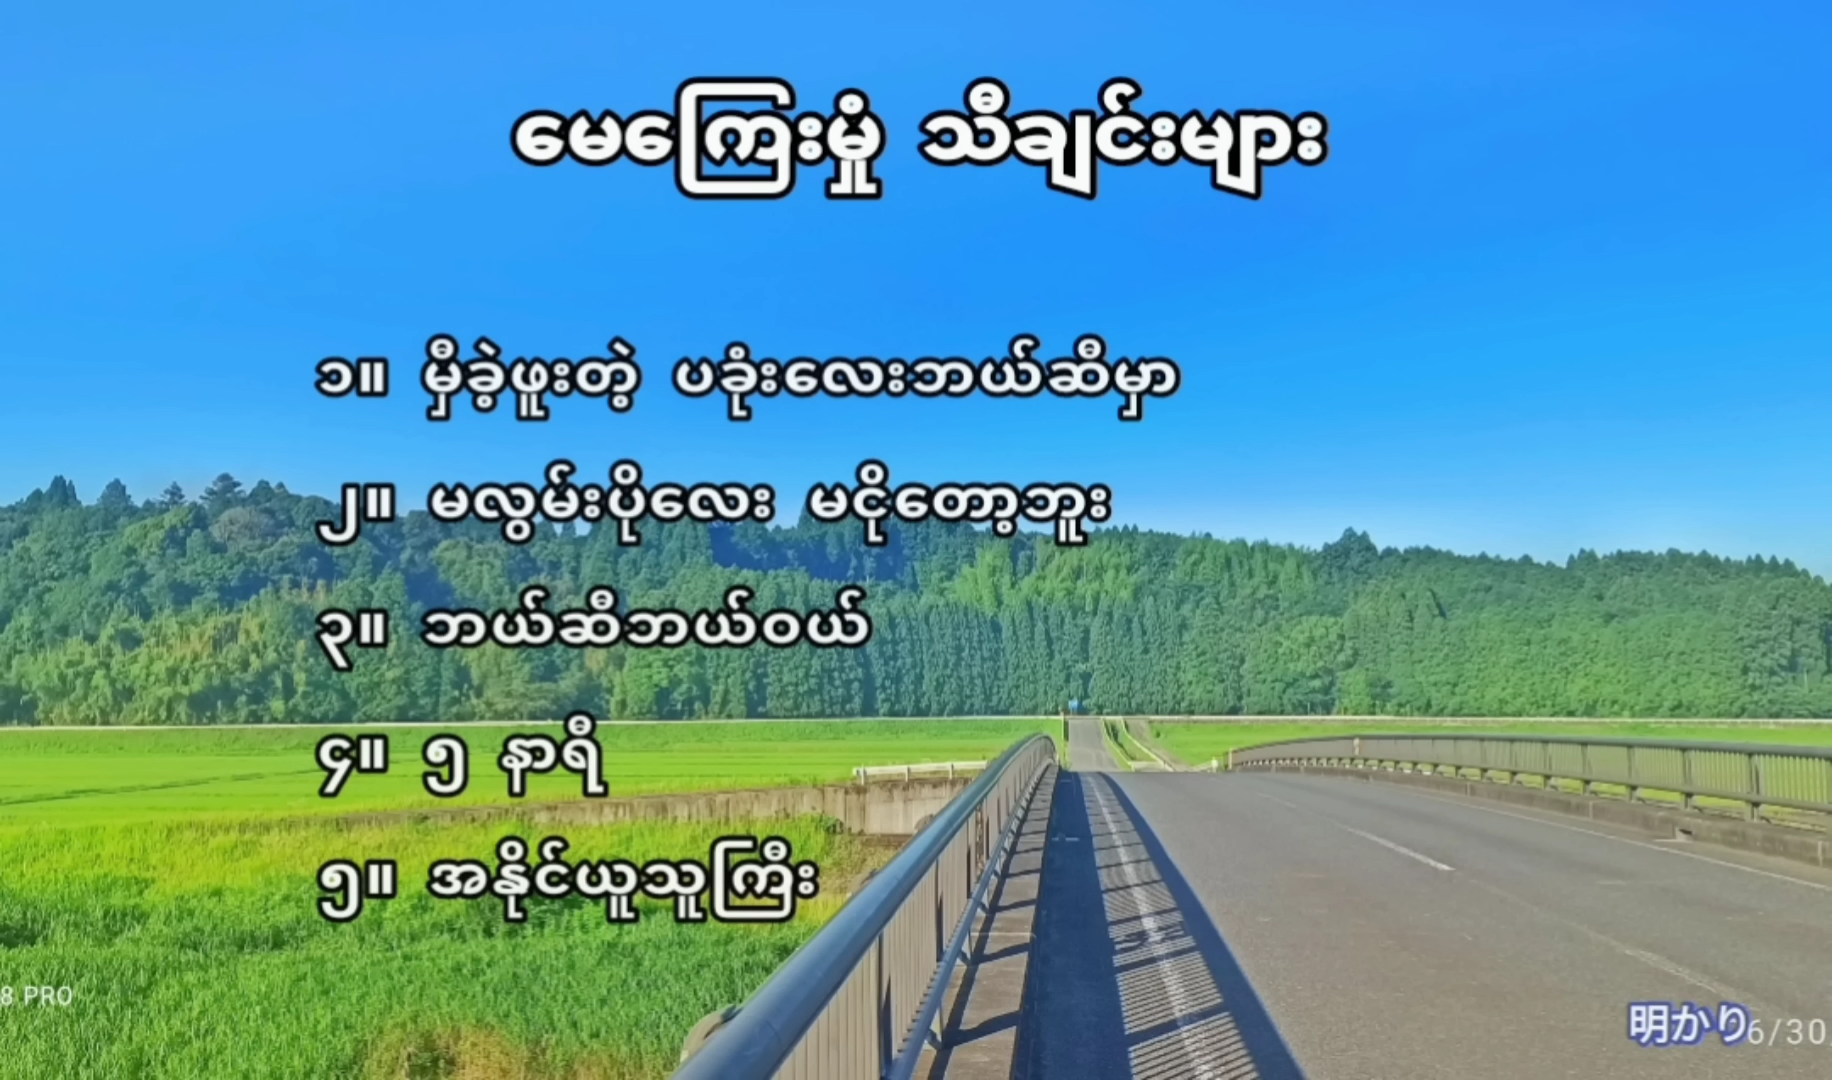 မေကြေးမှုံ သီချင်းများ
၁။ မှီခဲ့ဖူးတဲ့ ပခုံးလေးဘယ်ဆီမှာ
၂။ မလွမ်းပိုလေး မငိုတော့ဘူး
၃။ ဘယ်ဆီဘယ်ဝယ်
၄။ ၅ နာရီ
၅။ အနိုင်ယူသူကြီး
8 PRO
明かり
6/30